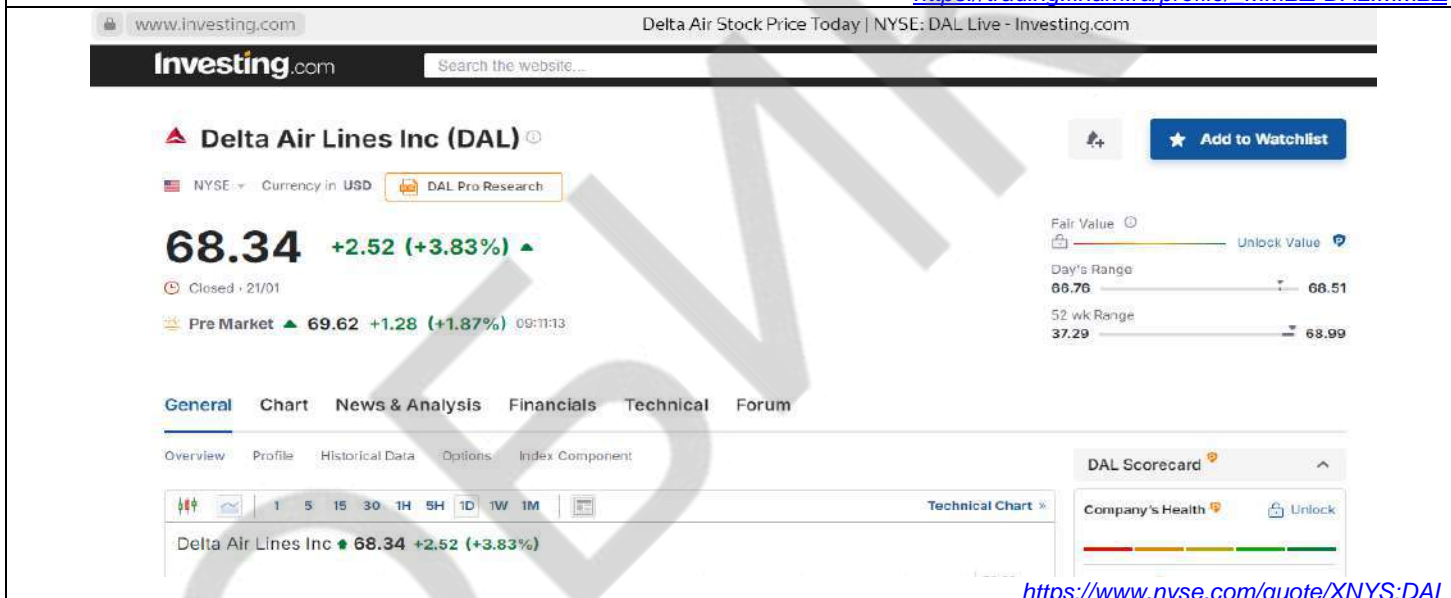 www.investing.com Delta Air Stock Price Today | NYSE: DAL Live - Investing.com
Investing.com Search the website...
Delta Air Lines Inc (DAL)
Add to Watchlist
NYSE Currency in USD DAL Pro Research
68.34 +2.52 (+3.83%)
Fair Value
Unlock Value
Day's Range
66.76 68.51
Closed · 21/01
52 wk Range
37.29 68.99
Pre Market 69.62 +1.28 (+1.87%) 09:11:13
General Chart News & Analysis Financials Technical Forum
Overview Profile Historical Data Options Index Component
DAL Scorecard
1 5 15 30 1H 5H 1D 1W 1M
Technical Chart »
Company's Health Unlock
Delta Air Lines Inc 68.34 +2.52 (+3.83%)
https://www.nyse.com/quote/XNYS:DAL